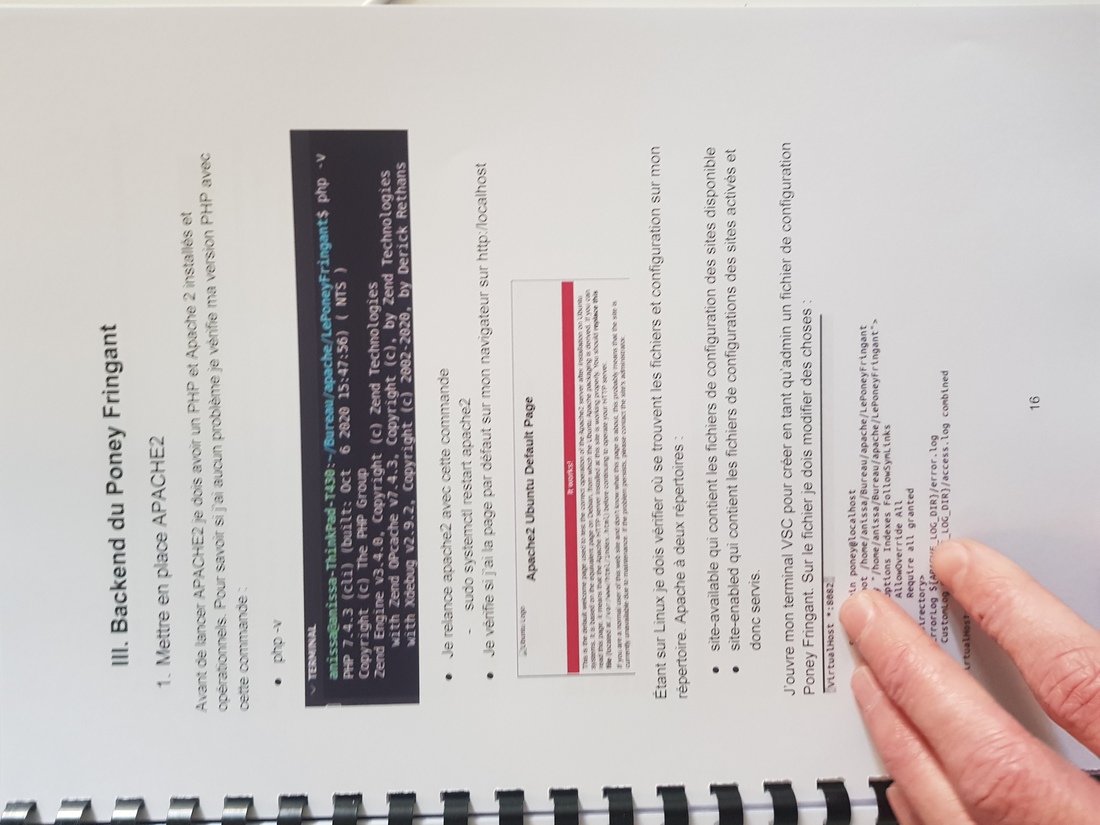 III. Backend du Poney Fringant
1. Mettre en place APACHE2
Avant de lancer APACHE2 je dois avoir un PHP et Apache 2 installés et
opérationnels. Pour savoir si j'ai aucun problème je vérifie ma version PHP avec
cette commande :
• php -v
TERMINAL
anissa@anissa-ThinkPad-T430:~/Bureau/apache/LePoneyFringant$ php -v
PHP 7.4.3 (cli) (built: Oct 6 2020 15:47:56) ( NTS )
Copyright (c) The PHP Group
Zend Engine v3.4.0, Copyright (c) Zend Technologies
with Zend OPcache v7.4.3, Copyright (c), by Zend Technologies
with Xdebug v2.9.2, Copyright (c) 2002-2020, by Derick Rethans
• Je relance apache2 avec cette commande
- sudo systemctl restart apache2
• Je vérifie si j'ai la page par défaut sur mon navigateur sur http:/localhost
Ubuntu Logo
Apache2 Ubuntu Default Page
It works!
This is the default welcome page used to test the correct operation of the Apache2 server after installation on Ubuntu
systems. It is based on the equivalent page on Debian, from which the Ubuntu Apache packaging is derived. If you can
read this page, it means that the Apache HTTP server installed at this site is working properly. You should replace this
file (located at /var/www/html/index.html) before continuing to operate your HTTP server.
If you are a normal user of this web site and don't know what this page is about, this probably means that the site is
currently unavailable due to maintenance. If the problem persists, please contact the site's administrator.
Étant sur Linux je dois vérifier où se trouvent les fichiers et configuration sur mon
répertoire. Apache à deux répertoires :
• site-available qui contient les fichiers de configuration des sites disponible
• site-enabled qui contient les fichiers de configurations des sites activés et
donc servis.
J'ouvre mon terminal VSC pour créer en tant qu'admin un fichier de configuration
Poney Fringant. Sur le fichier je dois modifier des choses :
VirtualHost *:8082
poney@localhost
/home/anissa/Bureau/apache/LePoneyFringant
"/home/anissa/Bureau/apache/LePoneyFringant">
Options Indexes FollowSymLinks
AllowOverride All
Require all granted
irectory>
rrorLog ${ _LOG_DIR}/error.log
CustomLog _LOG_DIR}/access.log combined
irtualHost
16